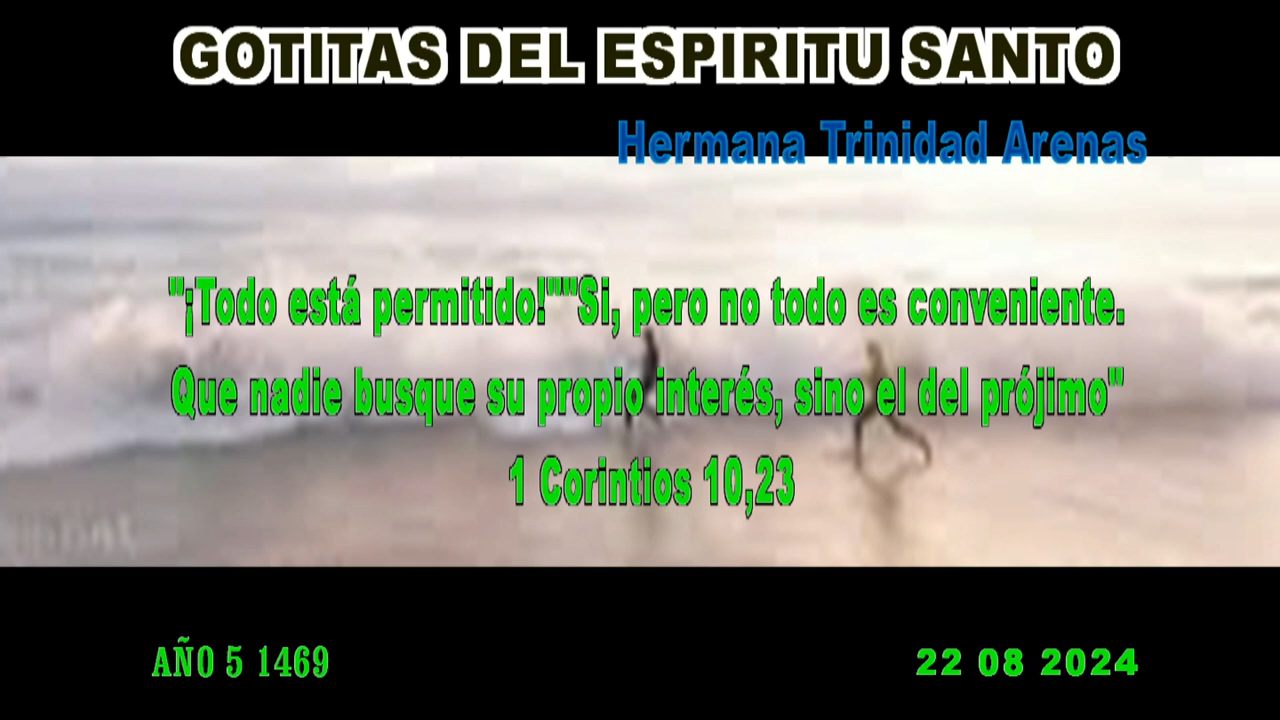 GOTITAS DEL ESPIRITU SANTO
Hermana Trinidad Arenas
"¡Todo está permitido!""Si, pero no todo es conveniente.
Que nadie busque su propio interés, sino el del prójimo"
1 Corintios 10,23
AÑO 5 1469
22 08 2024